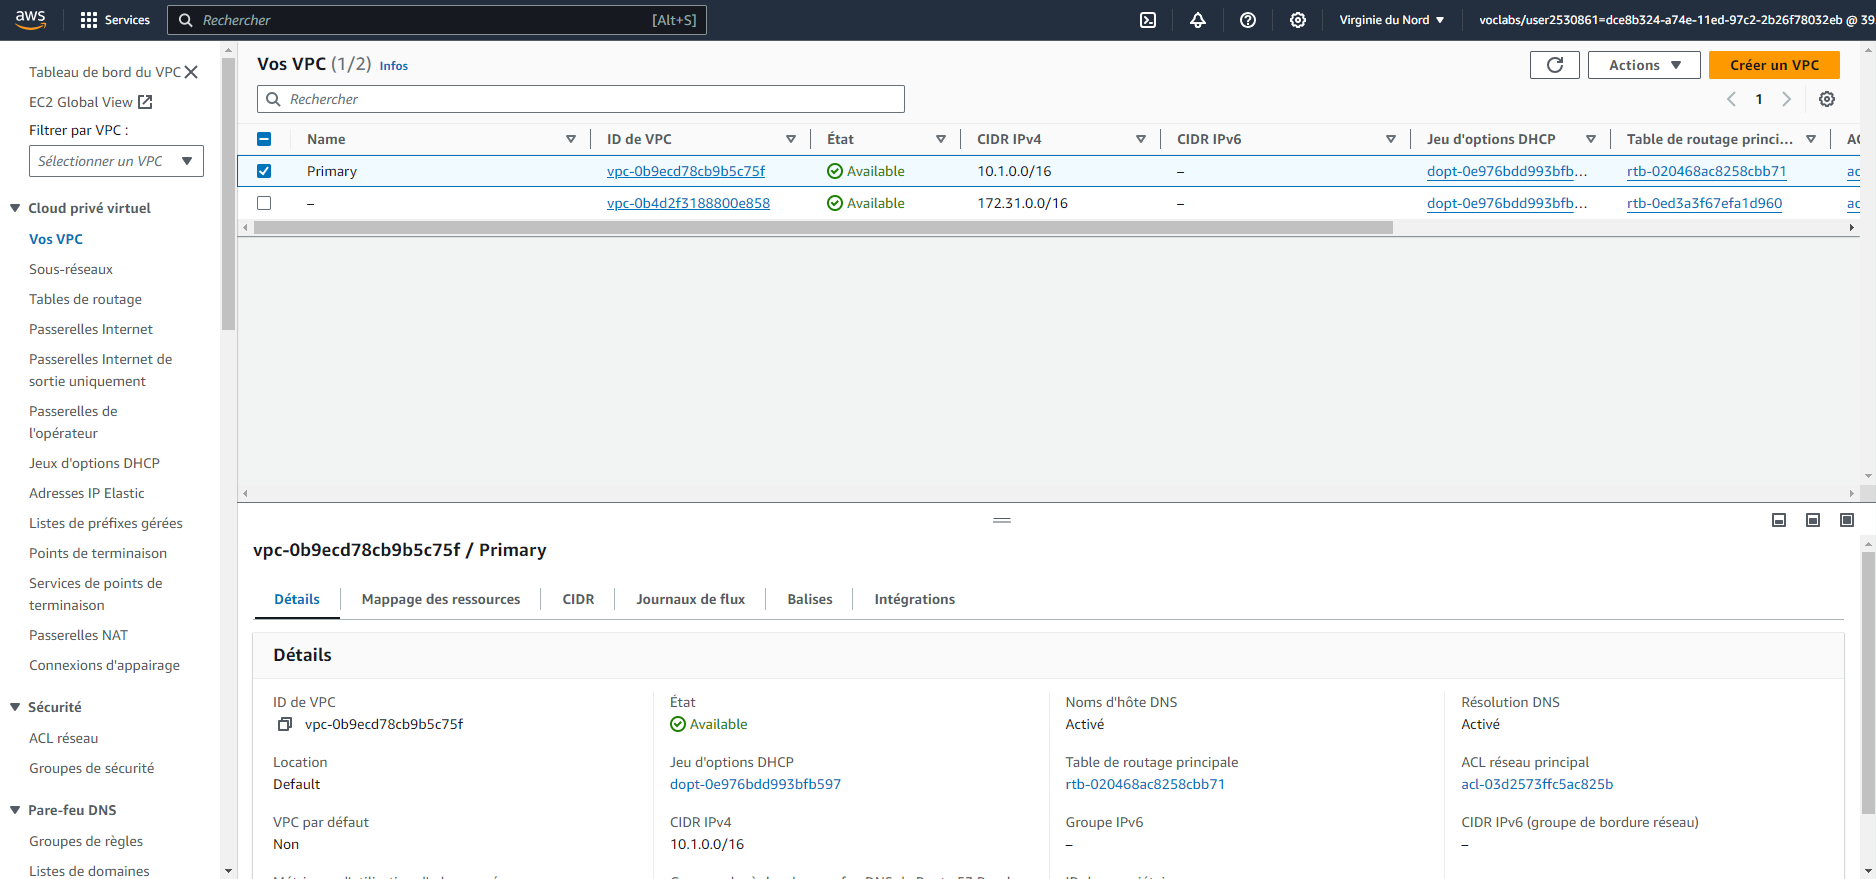 aws
Services
Rechercher
[Alt+S]
Virginie du Nord
voclabs/user2530861=dce8b324-a74e-11ed-97c2-2b26f78032eb @ 39
Tableau de bord du VPC
EC2 Global View
Filtrer par VPC :
Sélectionner un VPC
Cloud privé virtuel
Vos VPC
Sous-réseaux
Tables de routage
Passerelles Internet
Passerelles Internet de
sortie uniquement
Passerelles de
l'opérateur
Jeux d'options DHCP
Adresses IP Elastic
Listes de préfixes gérées
Points de terminaison
Services de points de
terminaison
Passerelles NAT
Connexions d'appairage
Sécurité
ACL réseau
Groupes de sécurité
Pare-feu DNS
Groupes de règles
Listes de domaines
Vos VPC (1/2) Infos
Actions
Créer un VPC
Rechercher
1
Name ID de VPC État CIDR IPv4 CIDR IPv6 Jeu d'options DHCP Table de routage princi... AC
Primary vpc-0b9ecd78cb9b5c75f Available 10.1.0.0/16 – dopt-0e976bdd993bfb... rtb-020468ac8258cbb71 ac
– vpc-0b4d2f3188800e858 Available 172.31.0.0/16 – dopt-0e976bdd993bfb... rtb-0ed3a3f67efa1d960 ac
vpc-0b9ecd78cb9b5c75f / Primary
Détails Mappage des ressources CIDR Journaux de flux Balises Intégrations
Détails
ID de VPC
vpc-0b9ecd78cb9b5c75f
État
Available
Noms d'hôte DNS
Activé
Résolution DNS
Activé
Location
Default
Jeu d'options DHCP
dopt-0e976bdd993bfb597
Table de routage principale
rtb-020468ac8258cbb71
ACL réseau principal
acl-03d2573ffc5ac825b
VPC par défaut
Non
CIDR IPv4
10.1.0.0/16
Groupe IPv6
–
CIDR IPv6 (groupe de bordure réseau)
–